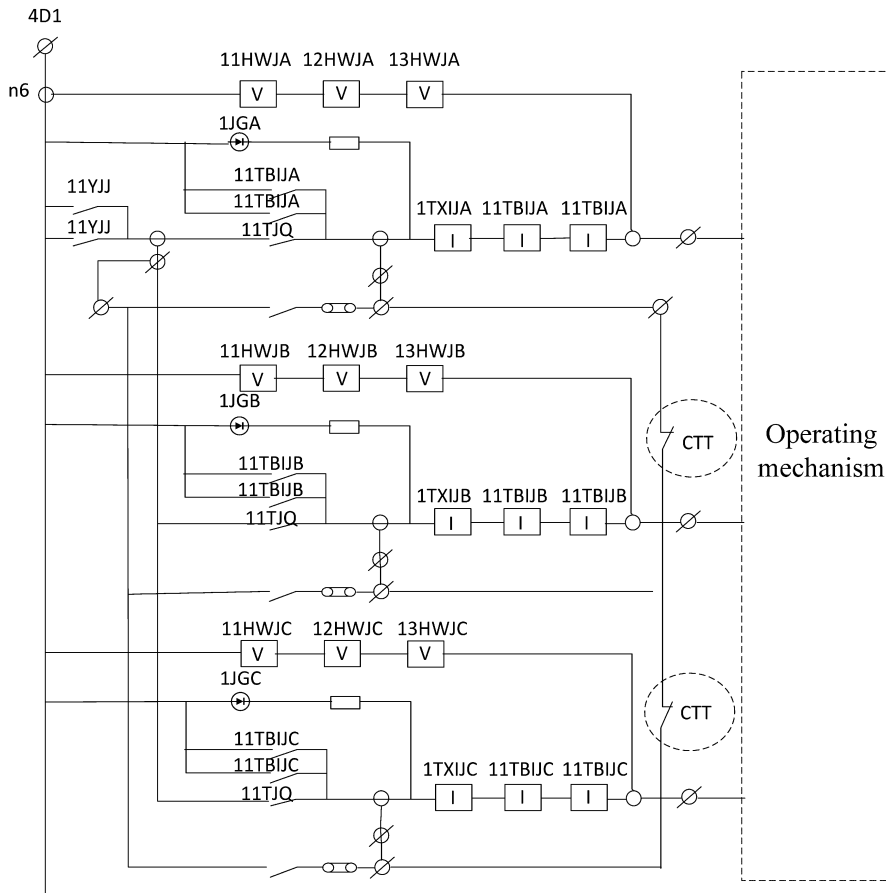 4D1
11HWJA 12HWJA 13HWJA
n6
V V V
1JGA
11TBIJA
11YJJ
11TBIJA
1TXIJA 11TBIJA 11TBIJA
11YJJ
11TJQ
I I I
11HWJB 12HWJB 13HWJB
V V V
1JGB
CTT
Operating
mechanism
11TBIJB
11TBIJB
1TXIJB 11TBIJB 11TBIJB
11TJQ
I I I
11HWJC 12HWJC 13HWJC
V V V
1JGC
CTT
11TBIJC
11TBIJC
1TXIJC 11TBIJC 11TBIJC
11TJQ
I I I